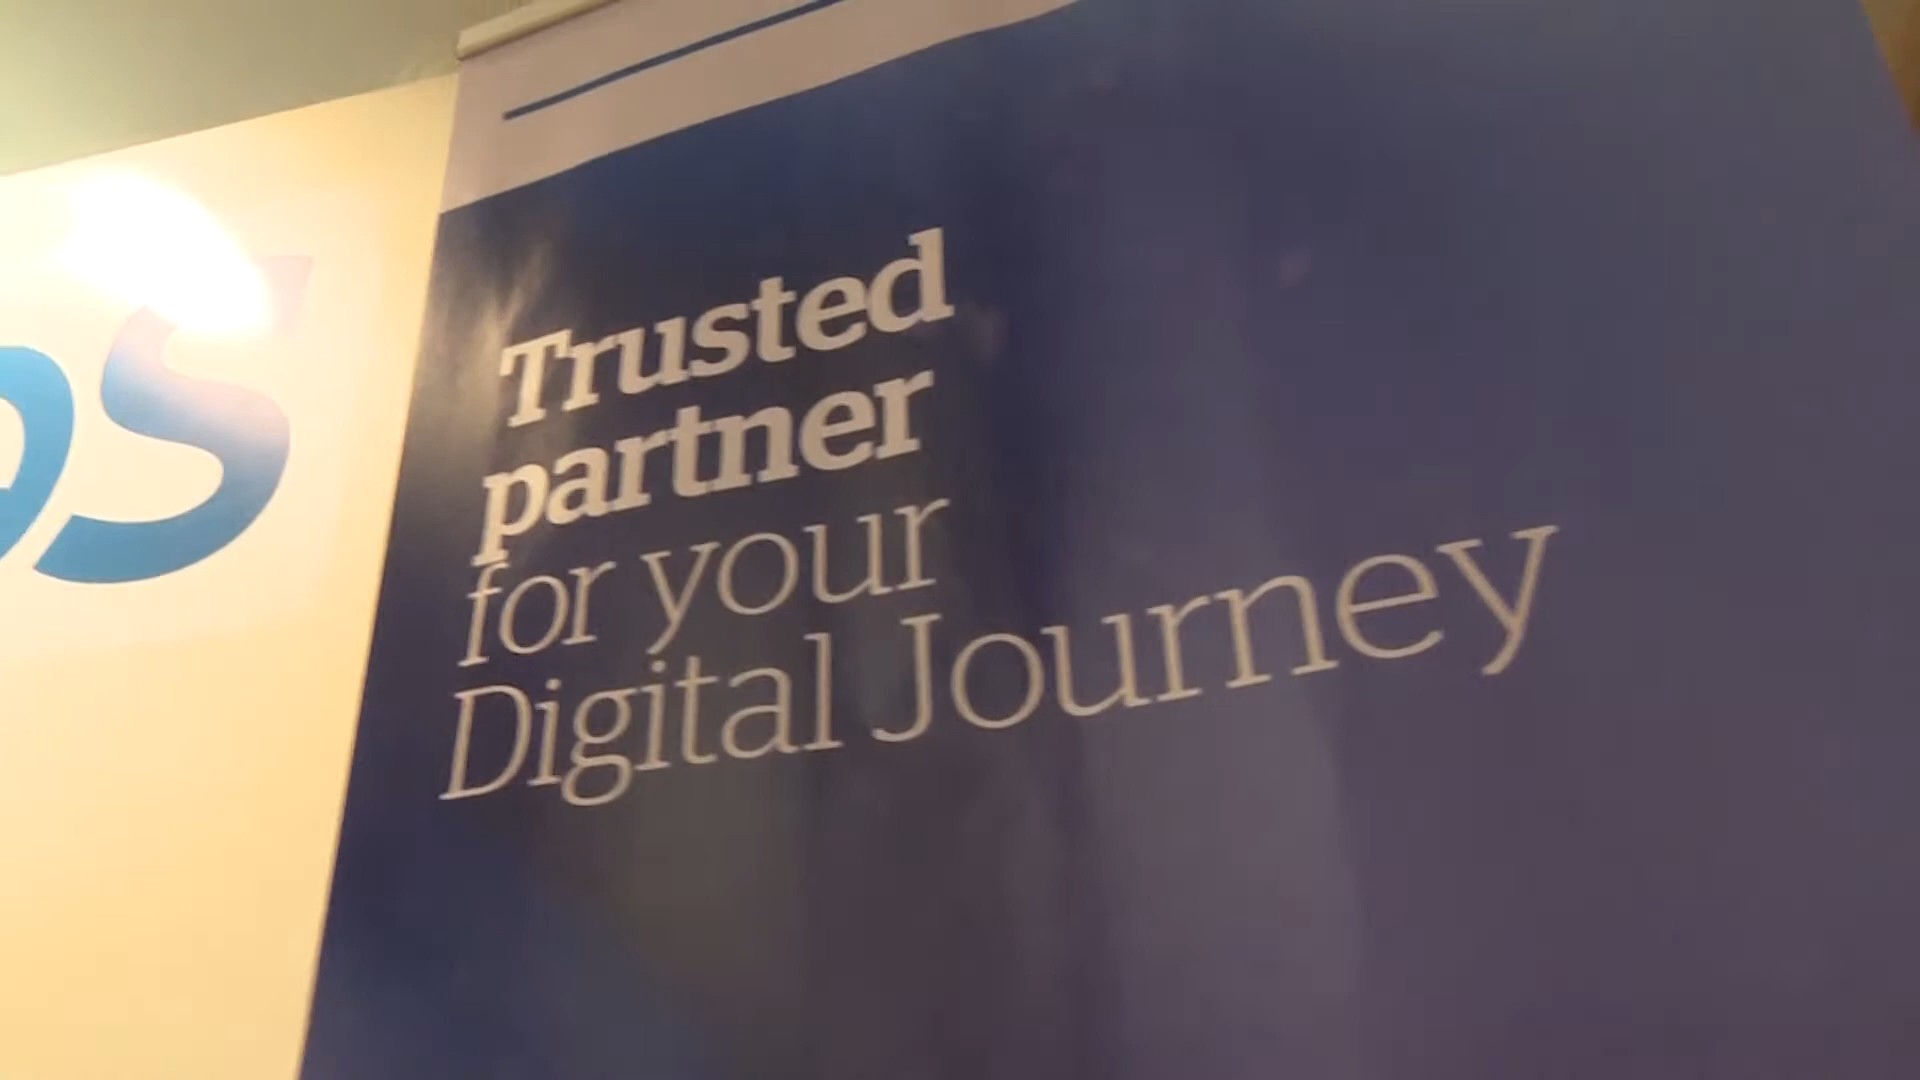 Trusted
partner
for your
Digital Journey